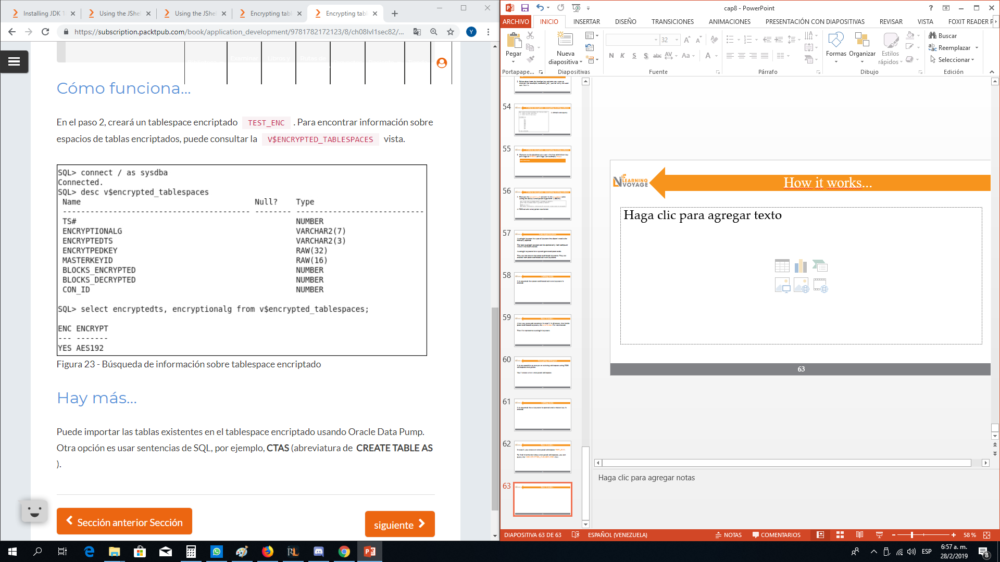 Installing JDK 1
Using the JShe
Using the JShe
Encrypting tabl
Encrypting tabl
https://subscription.packtpub.com/book/application_development/9781782172123/8/ch08lvl1sec82/...
Y
Cómo funciona...
En el paso 2, creará un tablespace encriptado TEST_ENC . Para encontrar información sobre
espacios de tablas encriptados, puede consultar la V$ENCRYPTED_TABLESPACES vista.
SQL> connect / as sysdba
Connected.
SQL> desc v$encrypted_tablespaces
Name Null? Type
----------------------------------------- -------- ----------------------------
TS# NUMBER
ENCRYPTIONALG VARCHAR2(7)
ENCRYPTEDTS VARCHAR2(3)
ENCRYTPEDKEY RAW(32)
MASTERKEYID RAW(16)
BLOCKS_ENCRYPTED NUMBER
BLOCKS_DECRYPTED NUMBER
CON_ID NUMBER
SQL> select encryptedts, encryptionalg from v$encrypted_tablespaces;
ENC ENCRYPT
--- -------
YES AES192
Figura 23 - Búsqueda de información sobre tablespace encriptado
Hay más...
Puede importar las tablas existentes en el tablespace encriptado usando Oracle Data Pump.
Otra opción es usar sentencias de SQL, por ejemplo, CTAS (abreviatura de CREATE TABLE AS
).
Sección anterior Sección
siguiente
cap8 - PowerPoint
ARCHIVO INICIO INSERTAR DISEÑO TRANSICIONES ANIMACIONES PRESENTACIÓN CON DIAPOSITIVAS REVISAR VISTA FOXIT READER P
Pegar
Portapape...
Nueva
diapositiva
Diapositivas
32
N K S S abc AV Aa A
Fuente
Párrafo
Formas
Organizar
Estilos
rápidos
Dibujo
Buscar
Reemplazar
Seleccionar
Edición
54
55
56
57
58
59
60
61
62
63
LEARNING
VOYAGE
How it works...
Haga clic para agregar texto
63
Haga clic para agregar notas
DIAPOSITIVA 63 DE 63
ESPAÑOL (VENEZUELA)
NOTAS
COMENTARIOS
58 %
ESP
6:57 a. m.
28/2/2019
8